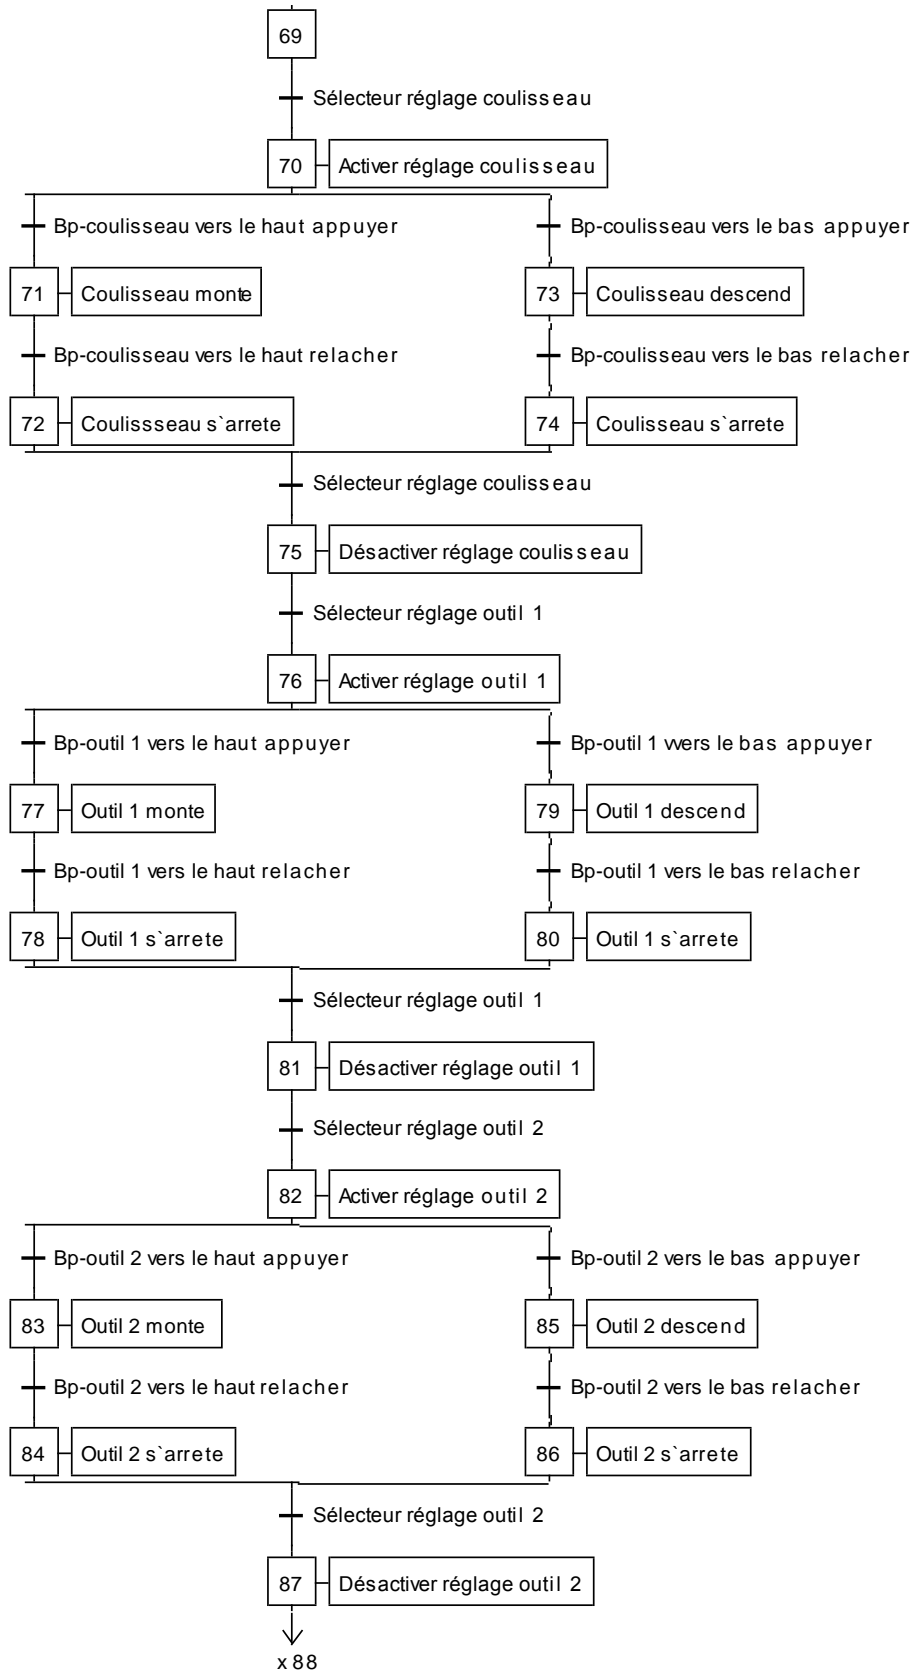 69
Sélecteur réglage coulisseau
70 Activer réglage coulisseau
Bp-coulisseau vers le haut appuyer Bp-coulisseau vers le bas appuyer
71 Coulisseau monte 73 Coulisseau descend
Bp-coulisseau vers le haut relacher Bp-coulisseau vers le bas relacher
72 Coulissseau s`arrete 74 Coulisseau s`arrete
Sélecteur réglage coulisseau
75 Désactiver réglage coulisseau
Sélecteur réglage outil 1
76 Activer réglage outil 1
Bp-outil 1 vers le haut appuyer Bp-outil 1 vvers le bas appuyer
77 Outil 1 monte 79 Outil 1 descend
Bp-outil 1 vers le haut relacher Bp-outil 1 vers le bas relacher
78 Outil 1 s`arrete 80 Outil 1 s`arrete
Sélecteur réglage outil 1
81 Désactiver réglage outil 1
Sélecteur réglage outil 2
82 Activer réglage outil 2
Bp-outil 2 vers le haut appuyer Bp-outil 2 vers le bas appuyer
83 Outil 2 monte 85 Outil 2 descend
Bp-outil 2 vers le haut relacher Bp-outil 2 vers le bas relacher
84 Outil 2 s`arrete 86 Outil 2 s`arrete
Sélecteur réglage outil 2
87 Désactiver réglage outil 2
x 88